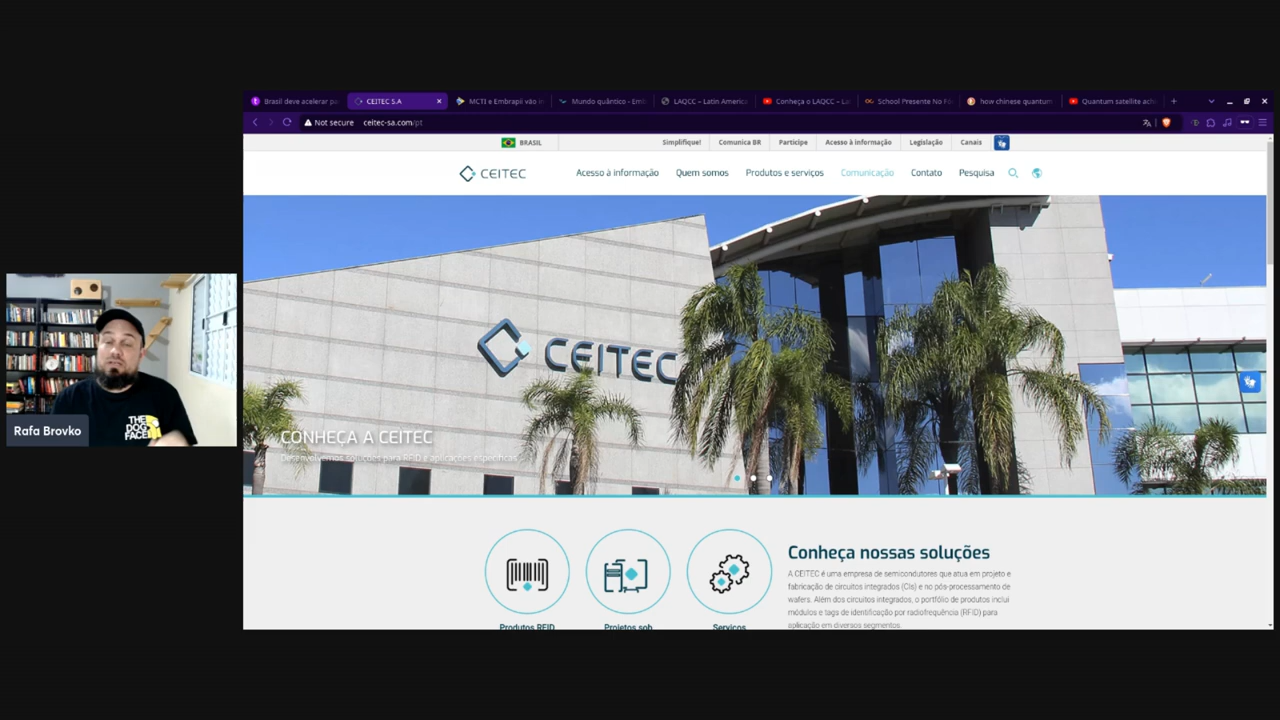 Brasil deve acelerar pa
CEITEC S.A
MCTI e Embrapii vão in
Mundo quântico - Emb
LAQCC – Latin America
Conheça o LAQCC – La
School Presente No Fó
how chinese quantum
Quantum satellite achi
Not secure ceitec-sa.com/pt
BRASIL
Simplifique!
Comunica BR
Participe
Acesso à informação
Legislação
Canais
CEITEC
Acesso à informação
Quem somos
Produtos e serviços
Comunicação
Contato
Pesquisa
CEITEC
CONHEÇA A CEITEC
Desenvolvemos soluções para RFID e aplicações específicas
THE
DOG
FACE
Rafa Brovko
Conheça nossas soluções
A CEITEC é uma empresa de semicondutores que atua em projeto e
fabricação de circuitos integrados (CIs) e no pós-processamento de
wafers. Além dos circuitos integrados, o portfólio de produtos inclui
módulos e tags de identificação por radiofrequência (RFID) para
aplicação em diversos segmentos.
Produtos RFID
Projetos sob
Serviços